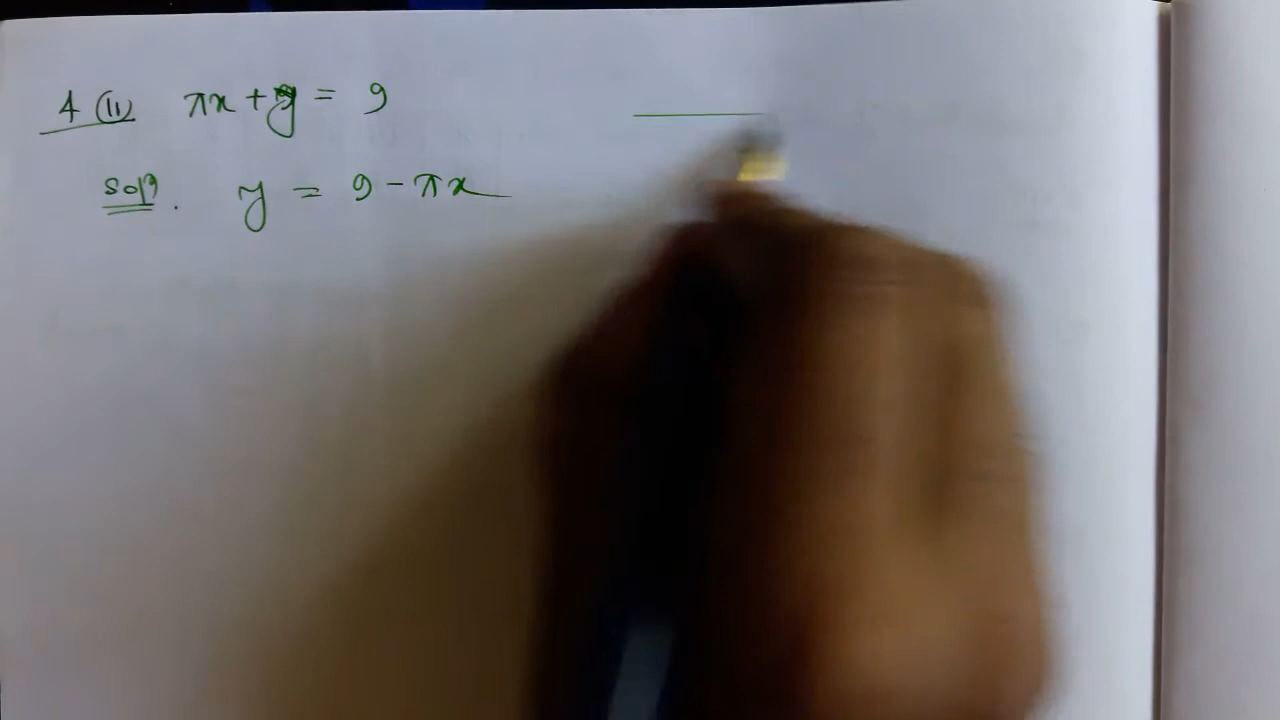 4 (ii) πx + y = 9
Solⁿ. y = 9 - πx